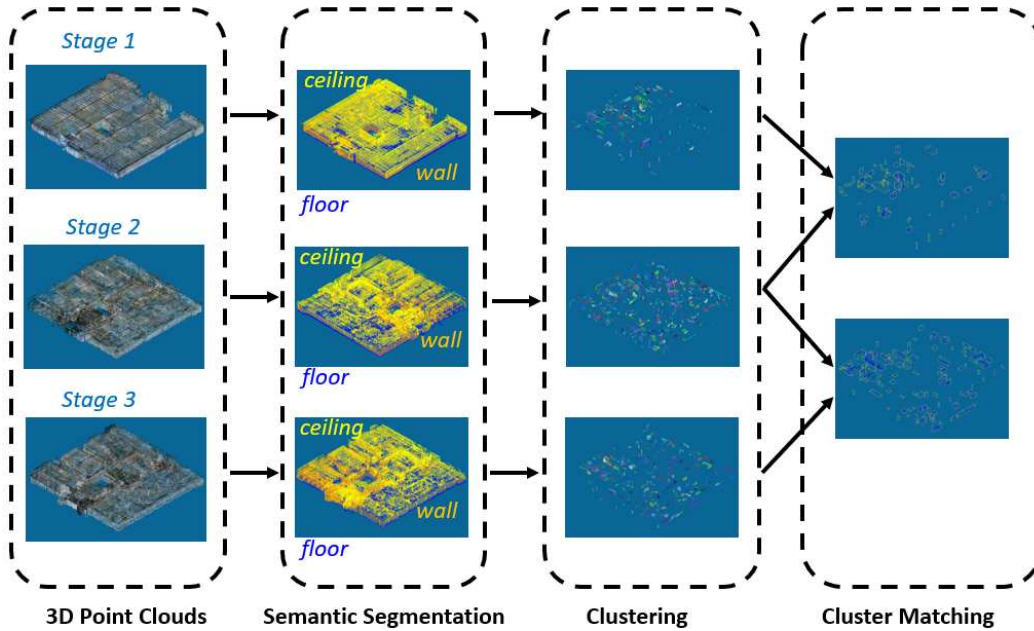 Stage 1
ceiling
wall
floor
Stage 2
ceiling
wall
floor
Stage 3
ceiling
wall
floor
3D Point Clouds
Semantic Segmentation
Clustering
Cluster Matching